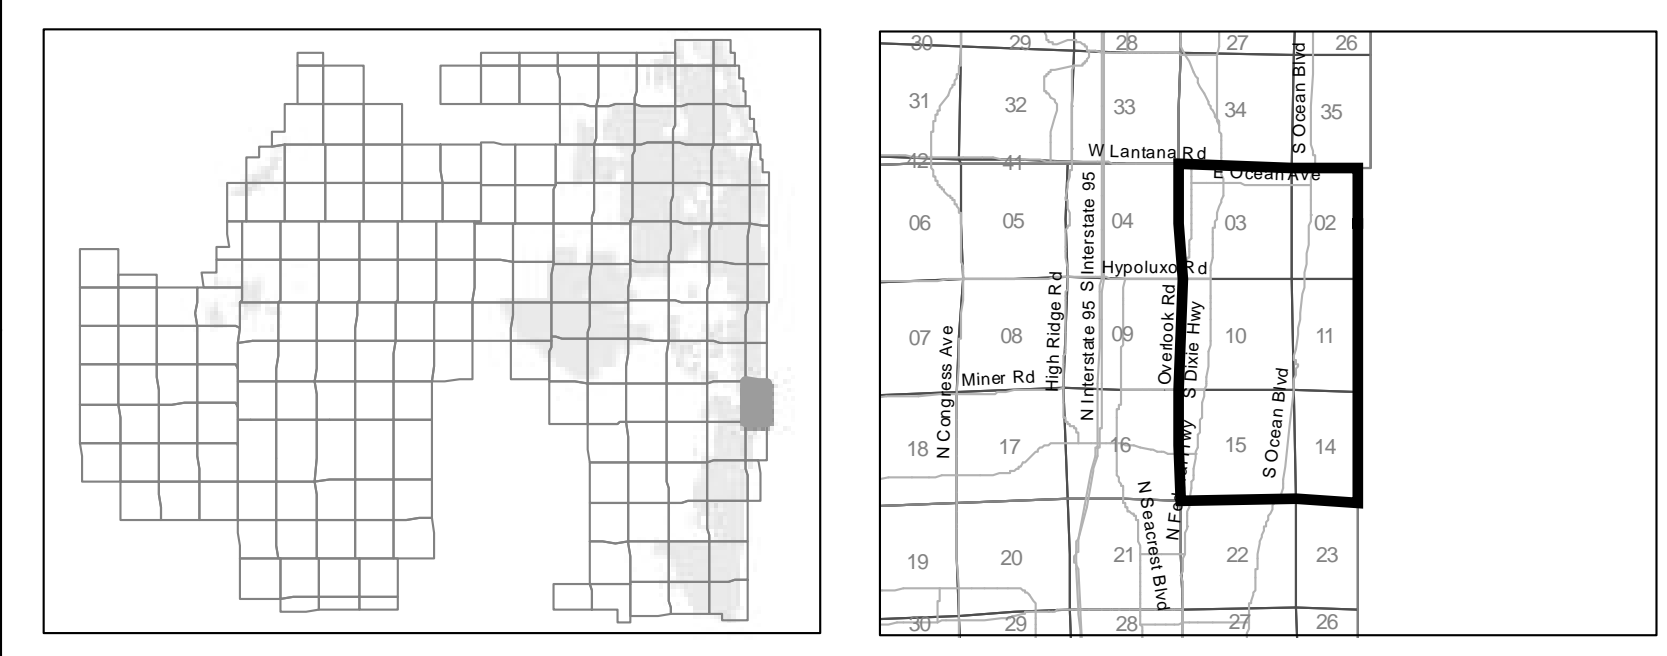 30 29 28 27 26
S Ocean Blvd
31 32 33 34 35
W Lantana Rd
42 41
E Ocean Ave
06 05 04 03 02
N Interstate 95 S Interstate 95
Hypoluxo Rd
High Ridge Rd
Overlook Rd
S Dixie Hwy
07 08 09 10 11
N Congress Ave
Miner Rd
S Ocean Blvd
18 17 16 15 14
N Seacrest Blvd
19 20 21 22 23
30 29 28 27 26